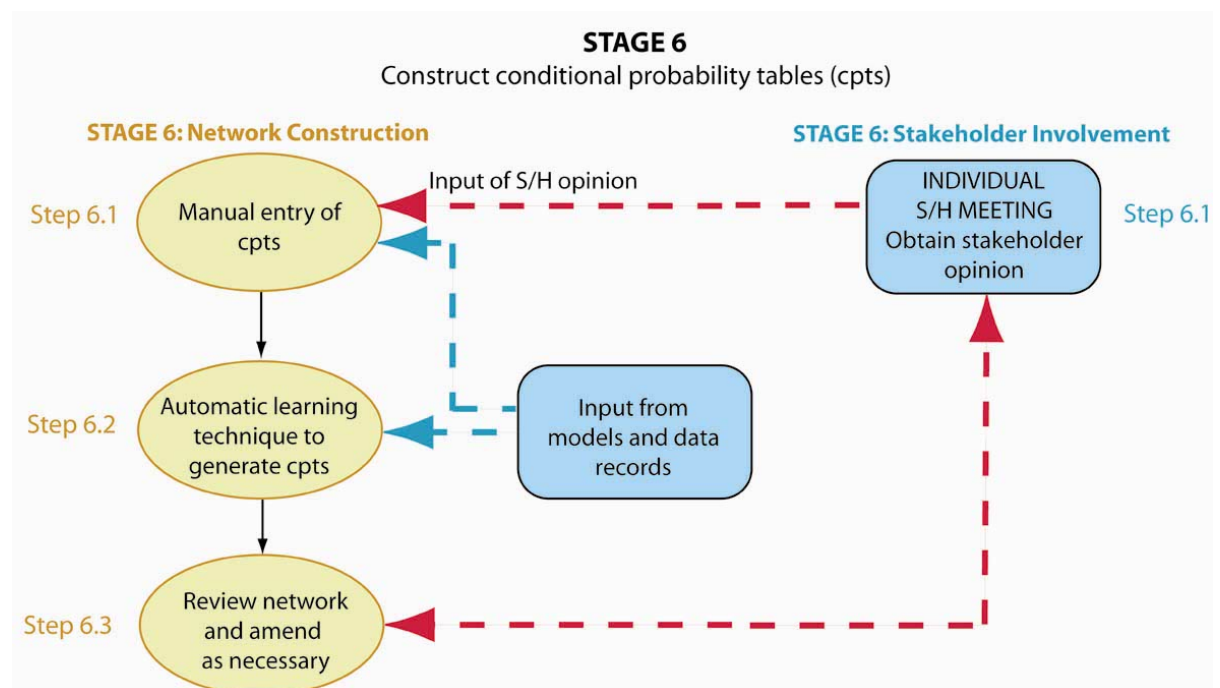 STAGE 6
Construct conditional probability tables (cpts)
STAGE 6: Network Construction
STAGE 6: Stakeholder Involvement
Step 6.1
Manual entry of
cpts
Input of S/H opinion
INDIVIDUAL
S/H MEETING
Obtain stakeholder
opinion
Step 6.1
Step 6.2
Automatic learning
technique to
generate cpts
Input from
models and data
records
Step 6.3
Review network
and amend
as necessary